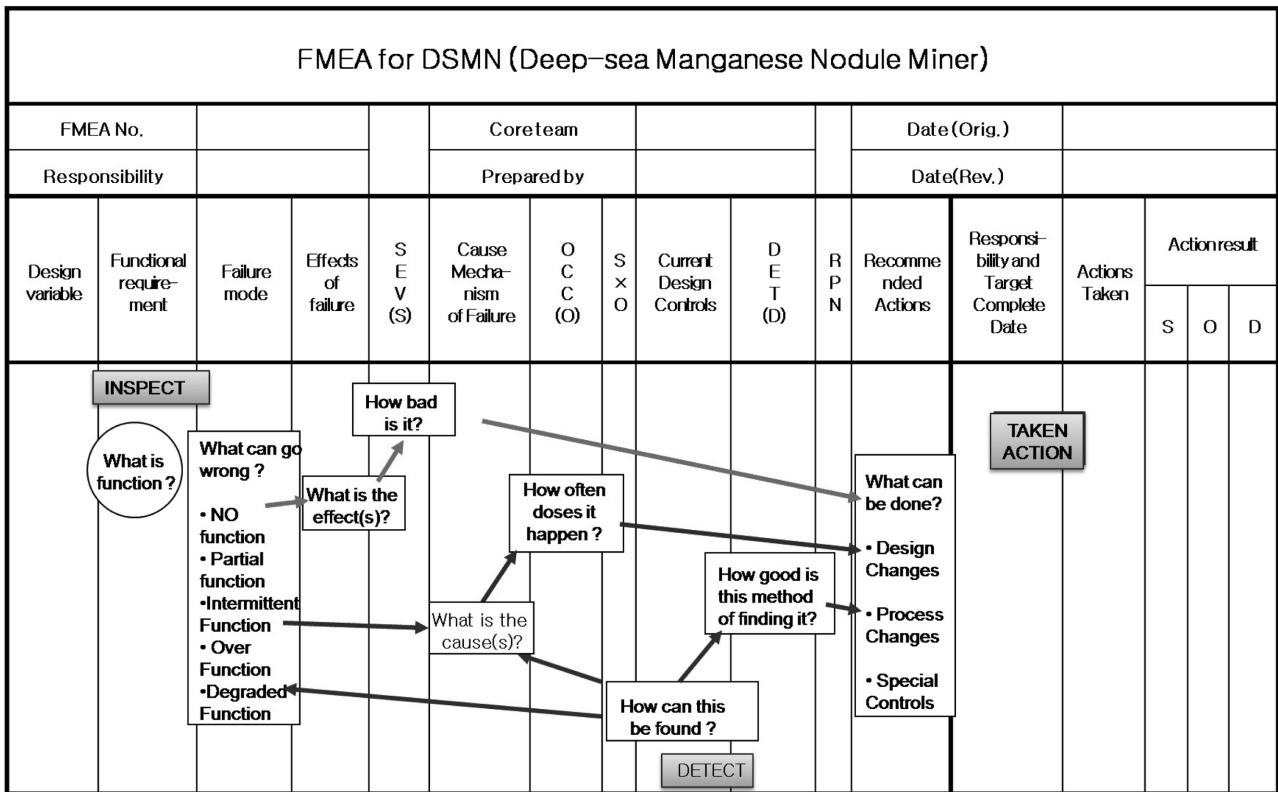 FMEA for DSMN (Deep-sea Manganese Nodule Miner)
FMEA No.
Coreteam
Date(Orig.)
Responsibility
Prepared by
Date(Rev.)
Design
variable
Functional
require-
ment
Failure
mode
Effects
of
failure
S
E
V
(S)
Cause
Mecha-
nism
of Failure
O
C
C
(O)
S
×
O
Current
Design
Controls
D
E
T
(D)
R
P
N
Recomme
nded
Actions
Responsi-
bility and
Target
Complete
Date
Actions
Taken
Action result
S
O
D
INSPECT
What is
function ?
What can go
wrong ?
• NO
function
• Partial
function
•Intermittent
Function
• Over
Function
•Degraded
Function
What is the
effect(s)?
How bad
is it?
What is the
cause(s)?
How often
doses it
happen ?
How can this
be found ?
DETECT
How good is
this method
of finding it?
What can
be done?
• Design
Changes
• Process
Changes
• Special
Controls
TAKEN
ACTION